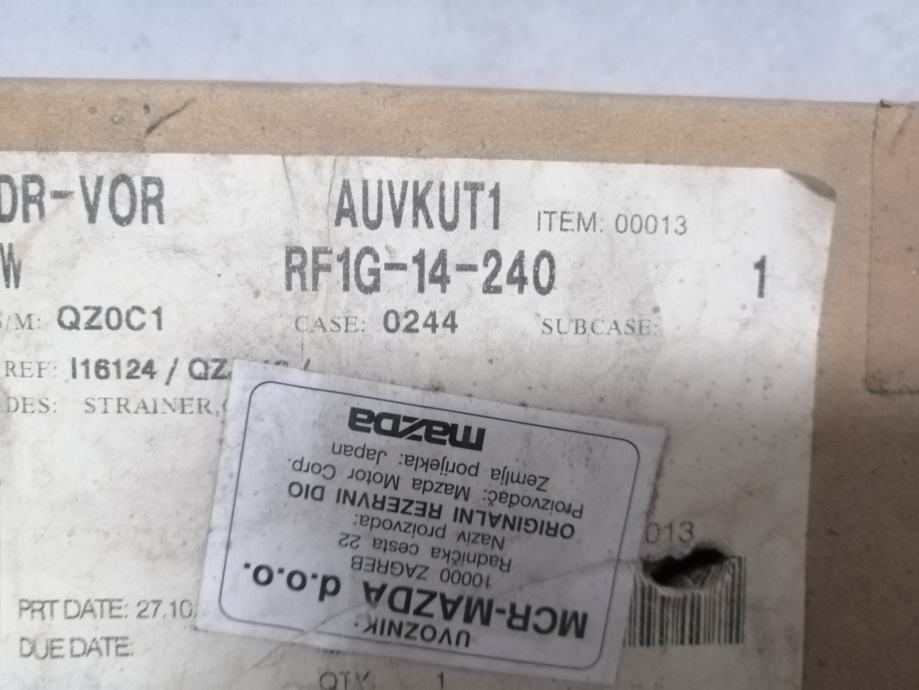 DR-VOR AUVKUT1 ITEM: 00013
W RF1G-14-240 1
S/M: QZ0C1 CASE: 0244 SUBCASE:
REF: I16124 / QZ
DES: STRAINER,
013
PRT DATE: 27.10
DUE DATE:
QTY 1
UVOZNIK:
MCR-MAZDA d.o.o.
10000 ZAGREB
Radnička cesta 22
Naziv proizvoda:
ORIGINALNI REZERVNI DIO
Proizvođač: Mazda Motor Corp.
Zemlja porijekla: Japan
mazda